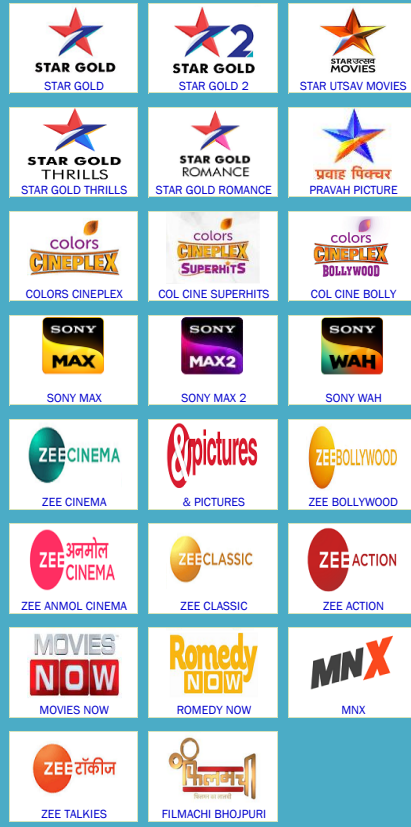 STAR GOLD
STAR GOLD
2
STAR GOLD
STAR GOLD 2
STAR उत्सव
MOVIES
STAR UTSAV MOVIES
STAR GOLD
THRILLS
STAR GOLD THRILLS
STAR GOLD
ROMANCE
STAR GOLD ROMANCE
प्रवाह पिक्चर
PRAVAH PICTURE
colors
CINEPLEX
COLORS CINEPLEX
colors
CINEPLEX
SUPERHITS
COL CINE SUPERHITS
colors
CINEPLEX
BOLLYWOOD
COL CINE BOLLY
SONY
MAX
SONY MAX
SONY
MAX2
SONY MAX 2
SONY
WAH
SONY WAH
ZEE CINEMA
ZEE CINEMA
&pictures
& PICTURES
ZEE BOLLYWOOD
ZEE BOLLYWOOD
ZEE अनमोल
CINEMA
ZEE ANMOL CINEMA
ZEE CLASSIC
ZEE CLASSIC
ZEE ACTION
ZEE ACTION
MOVIES
NOW
MOVIES NOW
Romedy
NOW
ROMEDY NOW
MNX
MNX
ZEE टॉकीज
ZEE TALKIES
फिलमची
FILMACHI BHOJPURI